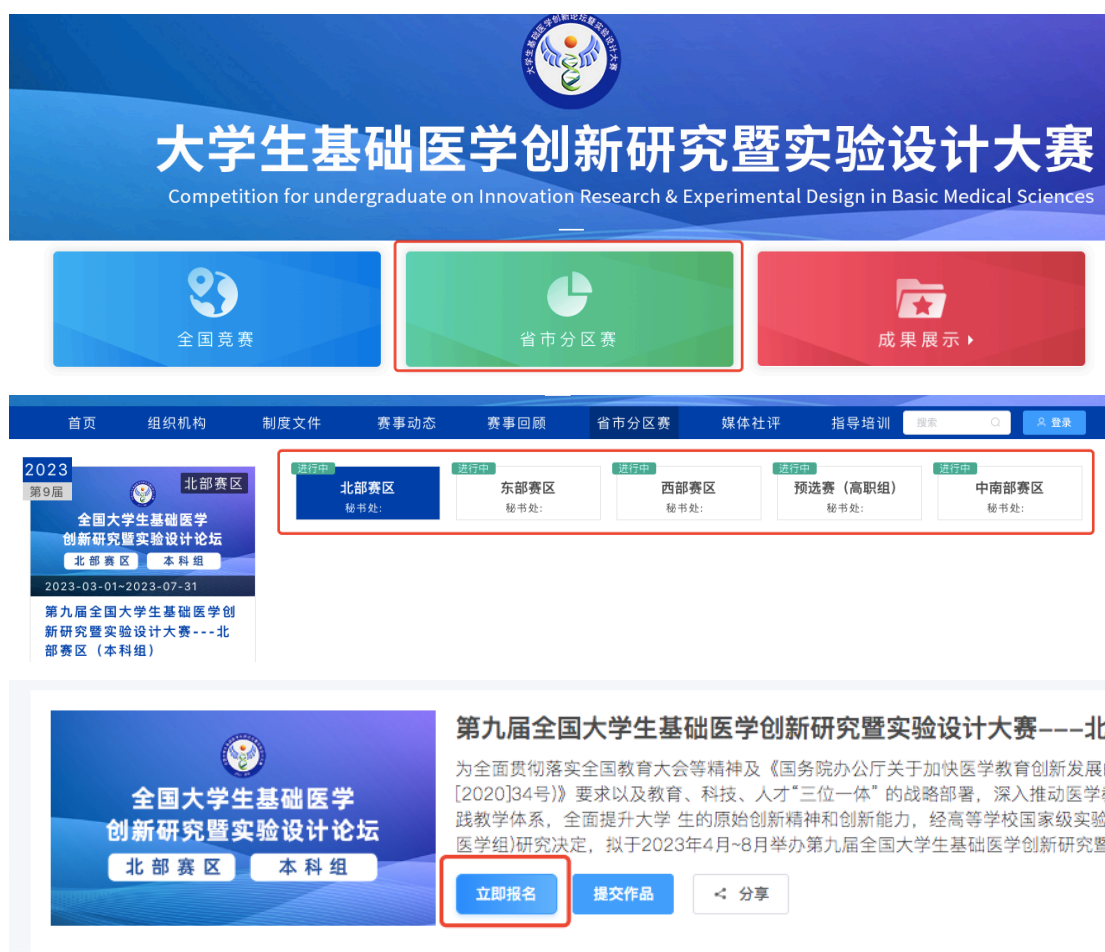 大学生基础医学创新论坛暨实验设计大赛
大学生基础医学创新研究暨实验设计大赛
Competition for undergraduate on Innovation Research & Experimental Design in Basic Medical Sciences
全国竞赛
省市分区赛
成果展示
首页 组织机构 制度文件 赛事动态 赛事回顾 省市分区赛 媒体社评 指导培训 搜索 登录
2023
第9届
北部赛区
全国大学生基础医学
创新研究暨实验设计论坛
北部赛区 本科组
2023-03-01~2023-07-31
第九届全国大学生基础医学创
新研究暨实验设计大赛---北
部赛区（本科组）
进行中
北部赛区
秘书处:
进行中
东部赛区
秘书处:
进行中
西部赛区
秘书处:
进行中
预选赛（高职组）
秘书处:
进行中
中南部赛区
秘书处:
全国大学生基础医学
创新研究暨实验设计论坛
北部赛区 本科组
第九届全国大学生基础医学创新研究暨实验设计大赛---北
为全面贯彻落实全国教育大会等精神及《国务院办公厅关于加快医学教育创新发展
[2020]34号)》要求以及教育、科技、人才“三位一体” 的战略部署，深入推动医学
践教学体系，全面提升大学 生的原始创新精神和创新能力，经高等学校国家级实验
医学组)研究决定，拟于2023年4月~8月举办第九届全国大学生基础医学创新研究暨
立即报名 提交作品 分享